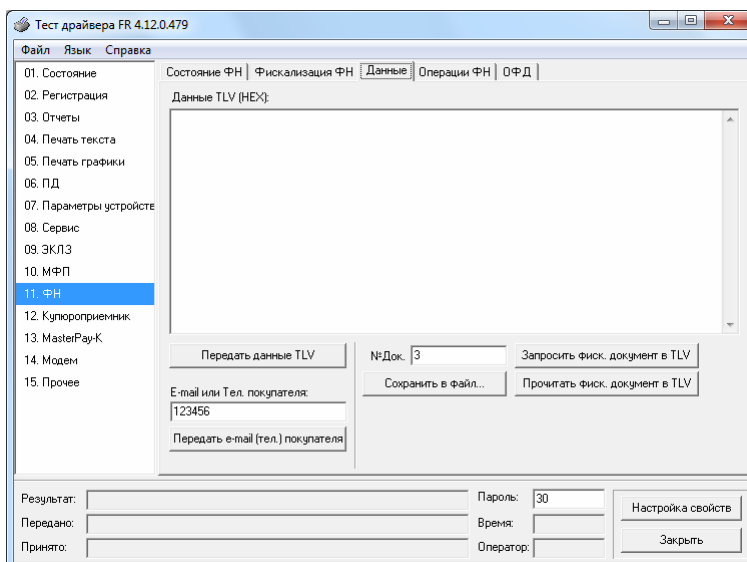 Тест драйвера FR 4.12.0.479
Файл Язык Справка
01. Состояние
02. Регистрация
03. Отчеты
04. Печать текста
05. Печать графики
06. ПД
07. Параметры устройств
08. Сервис
09. ЭКЛЗ
10. МФП
11. ФН
12. Купюроприемник
13. MasterPay-K
14. Модем
15. Прочее
Состояние ФН Фискализация ФН Данные Операции ФН ОФД
Данные TLV (HEX):
Передать данные TLV
№Док. 3
Запросить фиск. документ в TLV
Сохранить в файл...
Прочитать фиск. документ в TLV
E-mail или Тел. покупателя:
123456
Передать e-mail (тел.) покупателя
Результат:
Передано:
Принято:
Пароль: 30
Время:
Оператор:
Настройка свойств
Закрыть